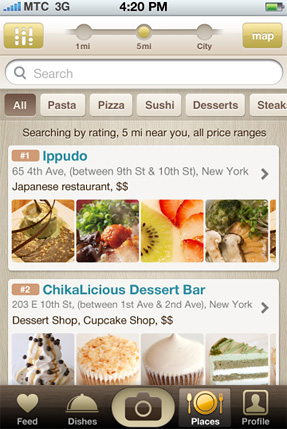 MTC 3G 4:20 PM
1mi 5mi City map
Search
All Pasta Pizza Sushi Desserts Steak
Searching by rating, 5 mi near you, all price ranges
#1 Ippudo
65 4th Ave, (between 9th St & 10th St), New York
Japanese restaurant, $$
#2 ChikaLicious Dessert Bar
203 E 10th St, (between 1st Ave & 2nd Ave), New York
Dessert Shop, Cupcake Shop, $$
Feed Dishes Places Profile